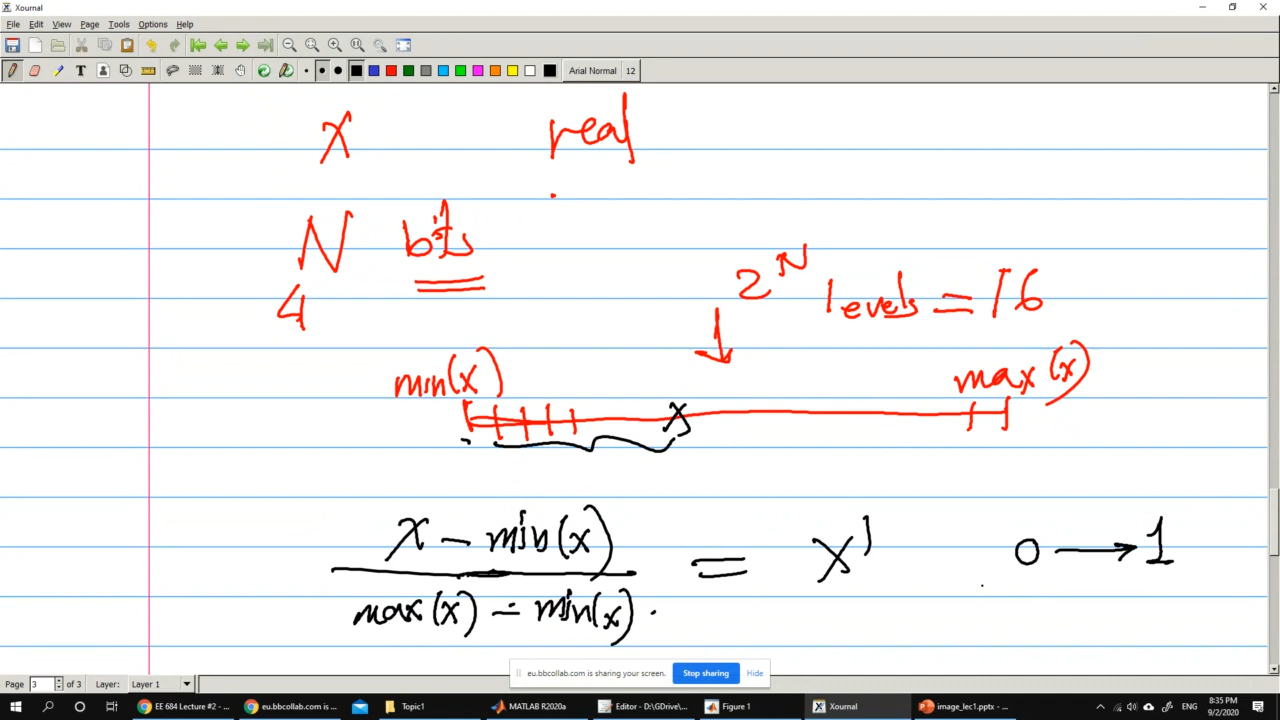 Xournal
File Edit View Page Tools Options Help
Arial Normal 12
x real
N bits
4 2^N levels = 16
min(x) max(x)
x
x - min(x) = x' 0 → 1
max(x) - min(x)
eu.bbcollab.com is sharing your screen. Stop sharing Hide
Page 3 of 3 Layer: Layer 1
EE 684 Lecture #2 - ... eu.bbcollab.com is ... Topic1 MATLAB R2020a Editor - D:\GDrive\... Figure 1 Xournal image_lec1.pptx - ... 8:35 PM
9/2/2020